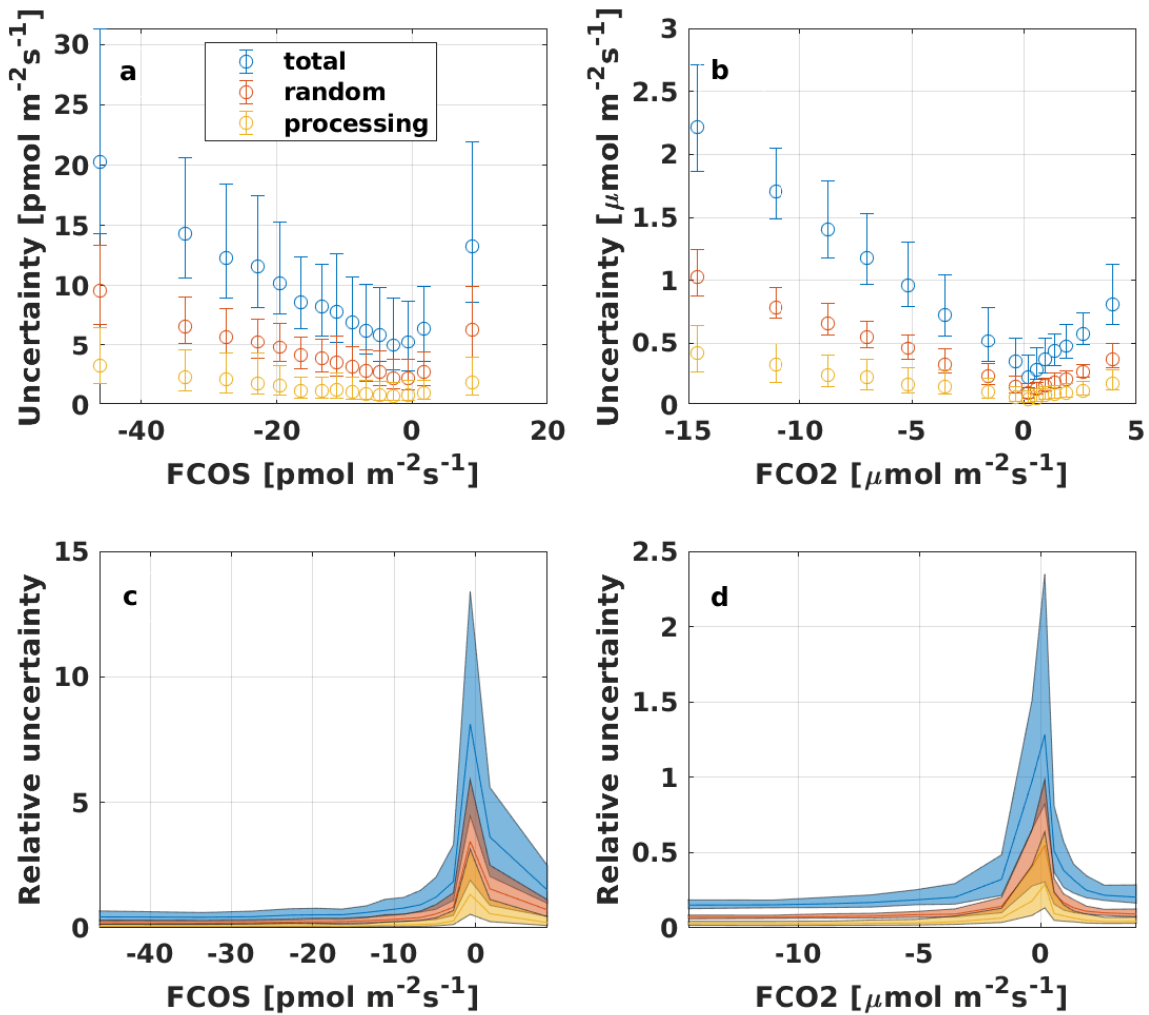 a
total
random
processing
30
25
20
15
10
5
0
-40
-20
0
20
Uncertainty [pmol m⁻²s⁻¹]
FCOS [pmol m⁻²s⁻¹]
b
3
2.5
2
1.5
1
0.5
0
-15
-10
-5
0
5
Uncertainty [μmol m⁻²s⁻¹]
FCO2 [μmol m⁻²s⁻¹]
c
15
10
5
0
-40
-30
-20
-10
0
Relative uncertainty
FCOS [pmol m⁻²s⁻¹]
d
2.5
2
1.5
1
0.5
0
-10
-5
0
Relative uncertainty
FCO2 [μmol m⁻²s⁻¹]